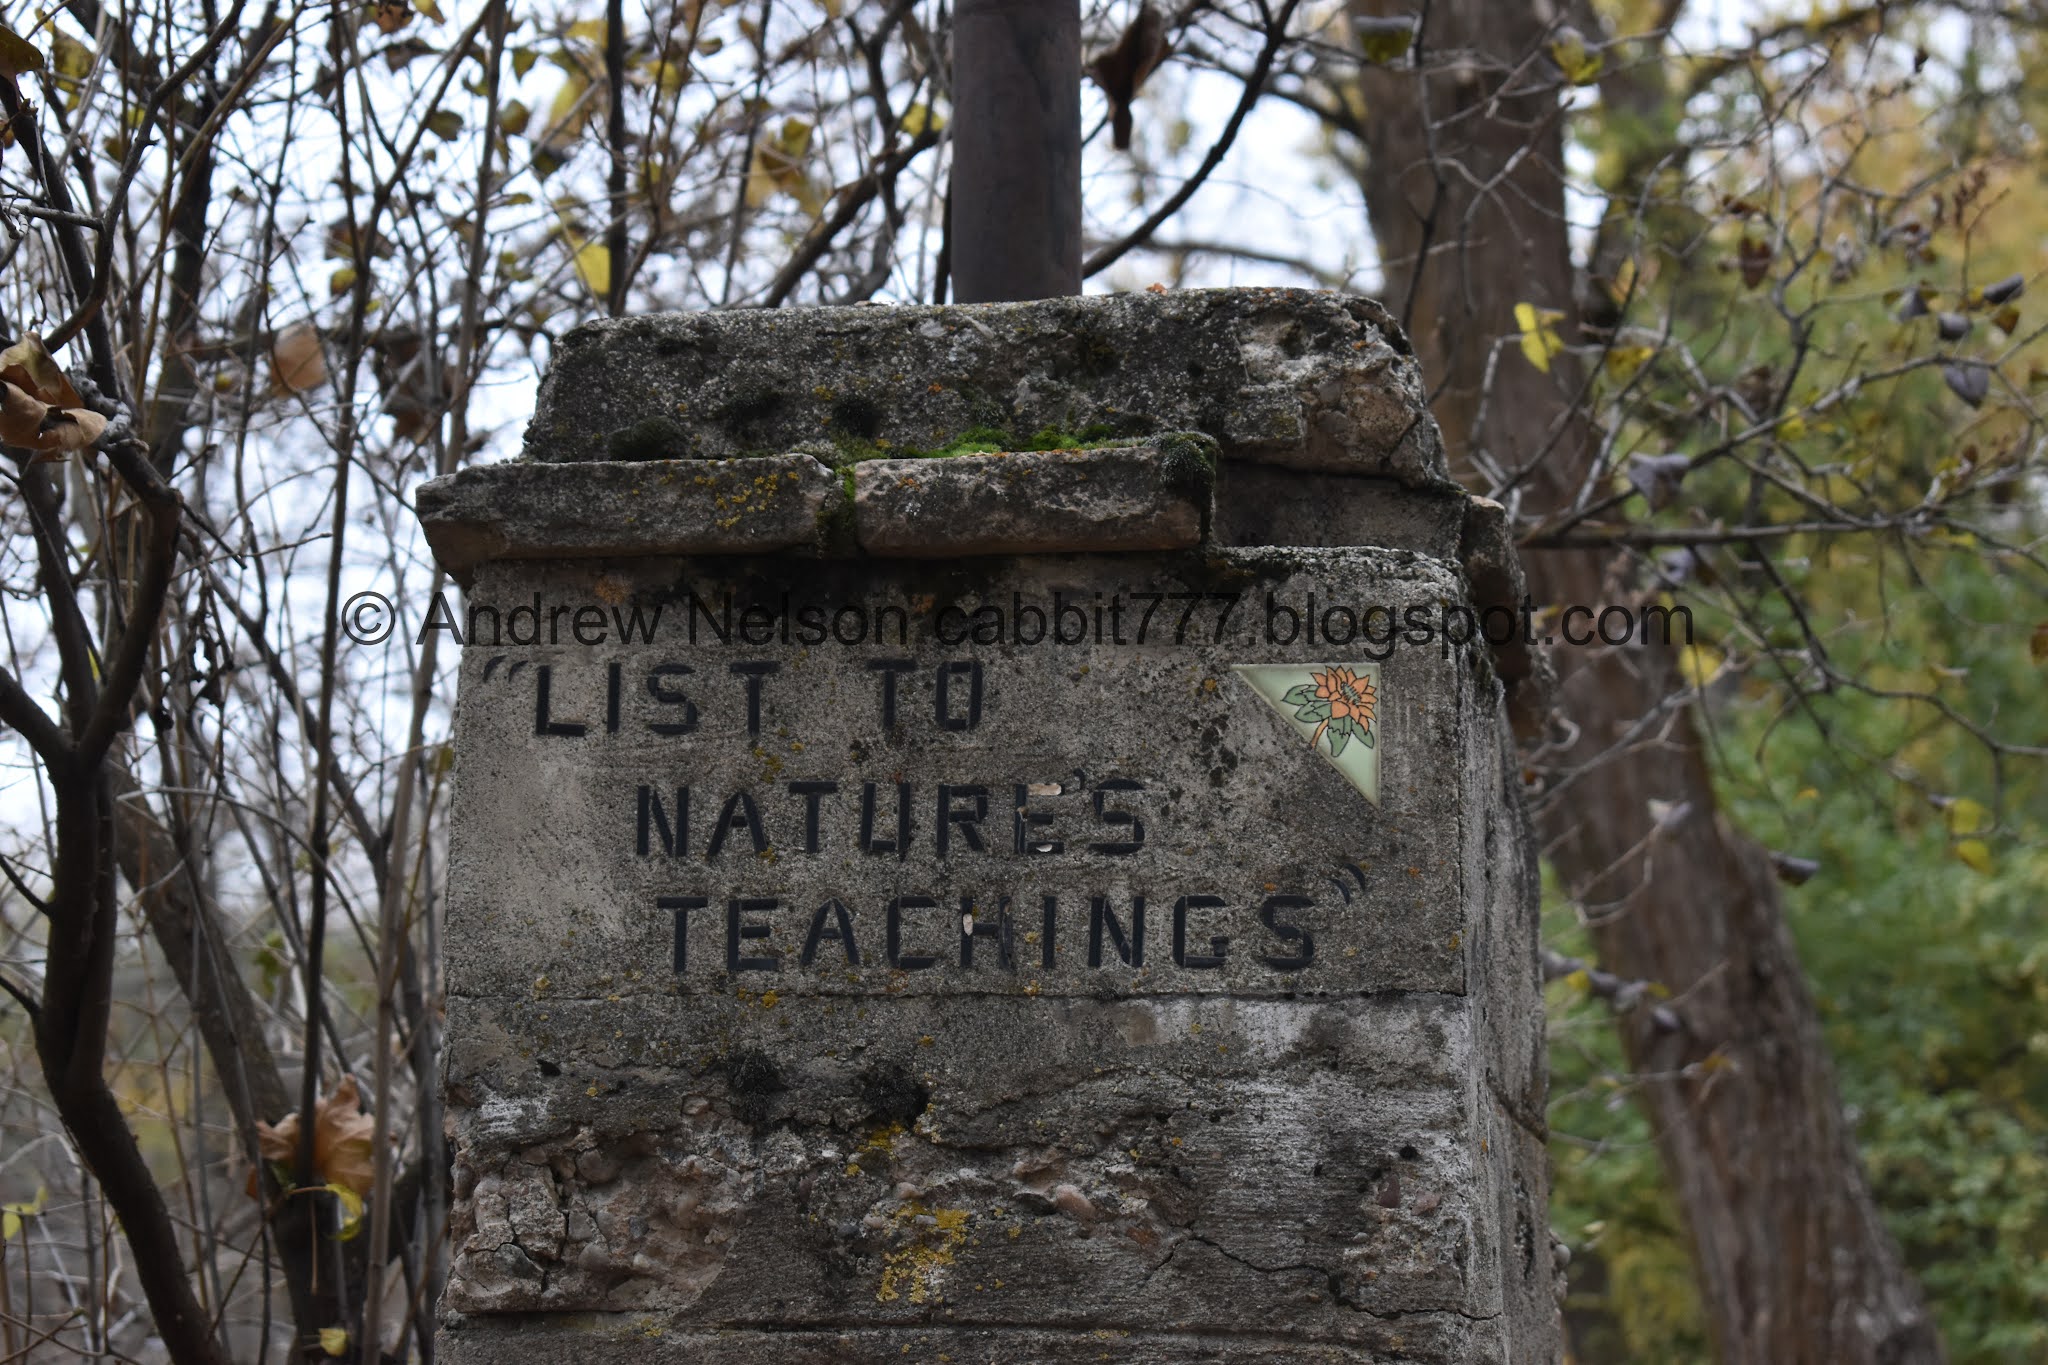 © Andrew Nelson cabbit777.blogspot.com
“LIST TO
NATURE'S
TEACHINGS”